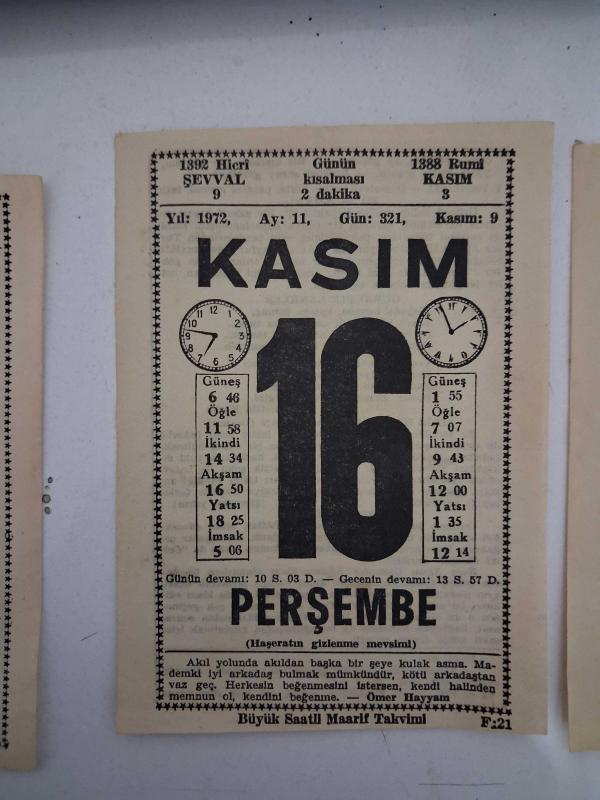 1392 Hicrî Günün 1388 Rumî
ŞEVVAL kısalması KASIM
9 2 dakika 3
Yıl: 1972, Ay: 11, Gün: 321, Kasım: 9
KASIM
16
Güneş
6 46
Öğle
11 58
İkindi
14 34
Akşam
16 50
Yatsı
18 25
İmsak
5 06
Güneş
1 55
Öğle
7 07
İkindi
9 43
Akşam
12 00
Yatsı
1 35
İmsak
12 14
Günün devamı: 10 S. 03 D. — Gecenin devamı: 13 S. 57 D.
PERŞEMBE
(Haşeratın gizlenme mevsimi)
Akıl yolunda akıldan başka bir şeye kulak asma. Ma-
demki iyi arkadaş bulmak mümkündür, kötü arkadaştan
vaz geç. Herkesin beğenmesini istersen, kendi halinden
memnun ol, kendini beğenme. — Ömer Hayyam
Büyük Saatli Maarif Takvimi F:21